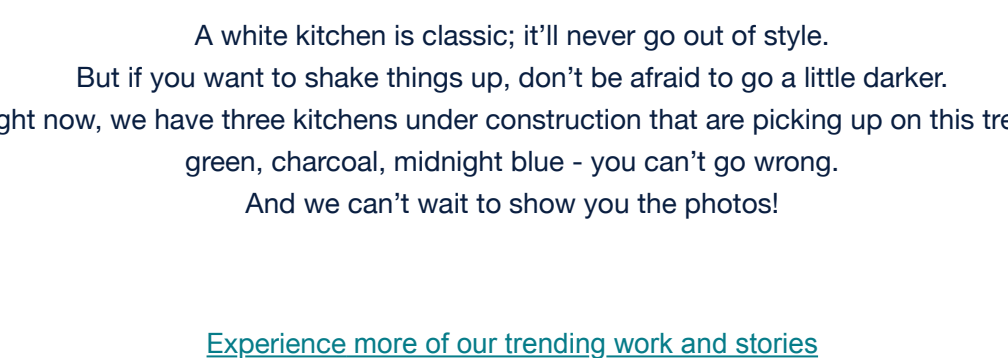 A white kitchen is classic; it’ll never go out of style.
But if you want to shake things up, don’t be afraid to go a little darker.
ght now, we have three kitchens under construction that are picking up on this tre
green, charcoal, midnight blue - you can’t go wrong.
And we can’t wait to show you the photos!
Experience more of our trending work and stories